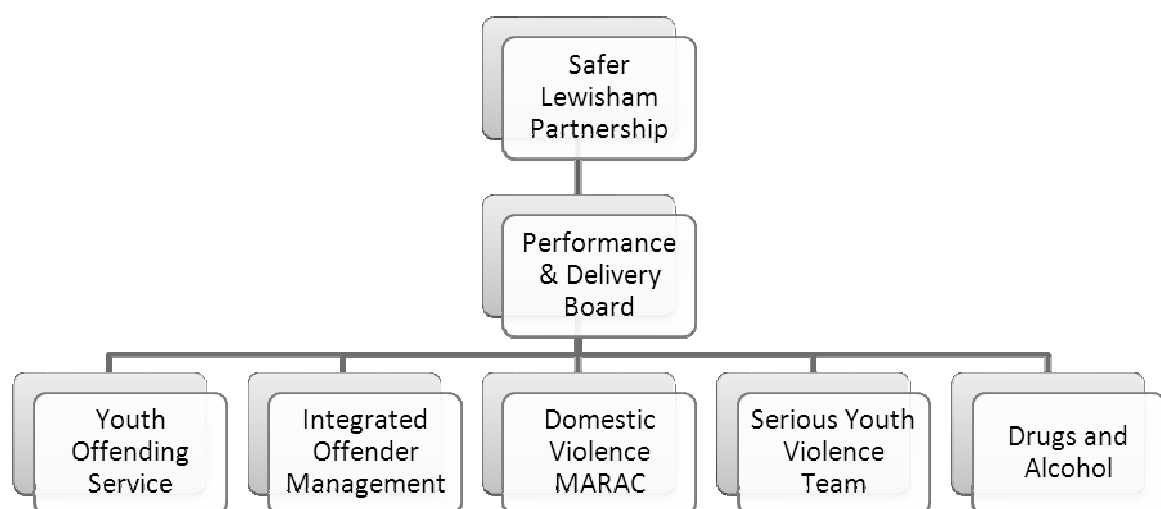 Safer
Lewisham
Partnership
Performance
& Delivery
Board
Youth
Offending
Service
Integrated
Offender
Management
Domestic
Violence
MARAC
Serious Youth
Violence
Team
Drugs and
Alcohol